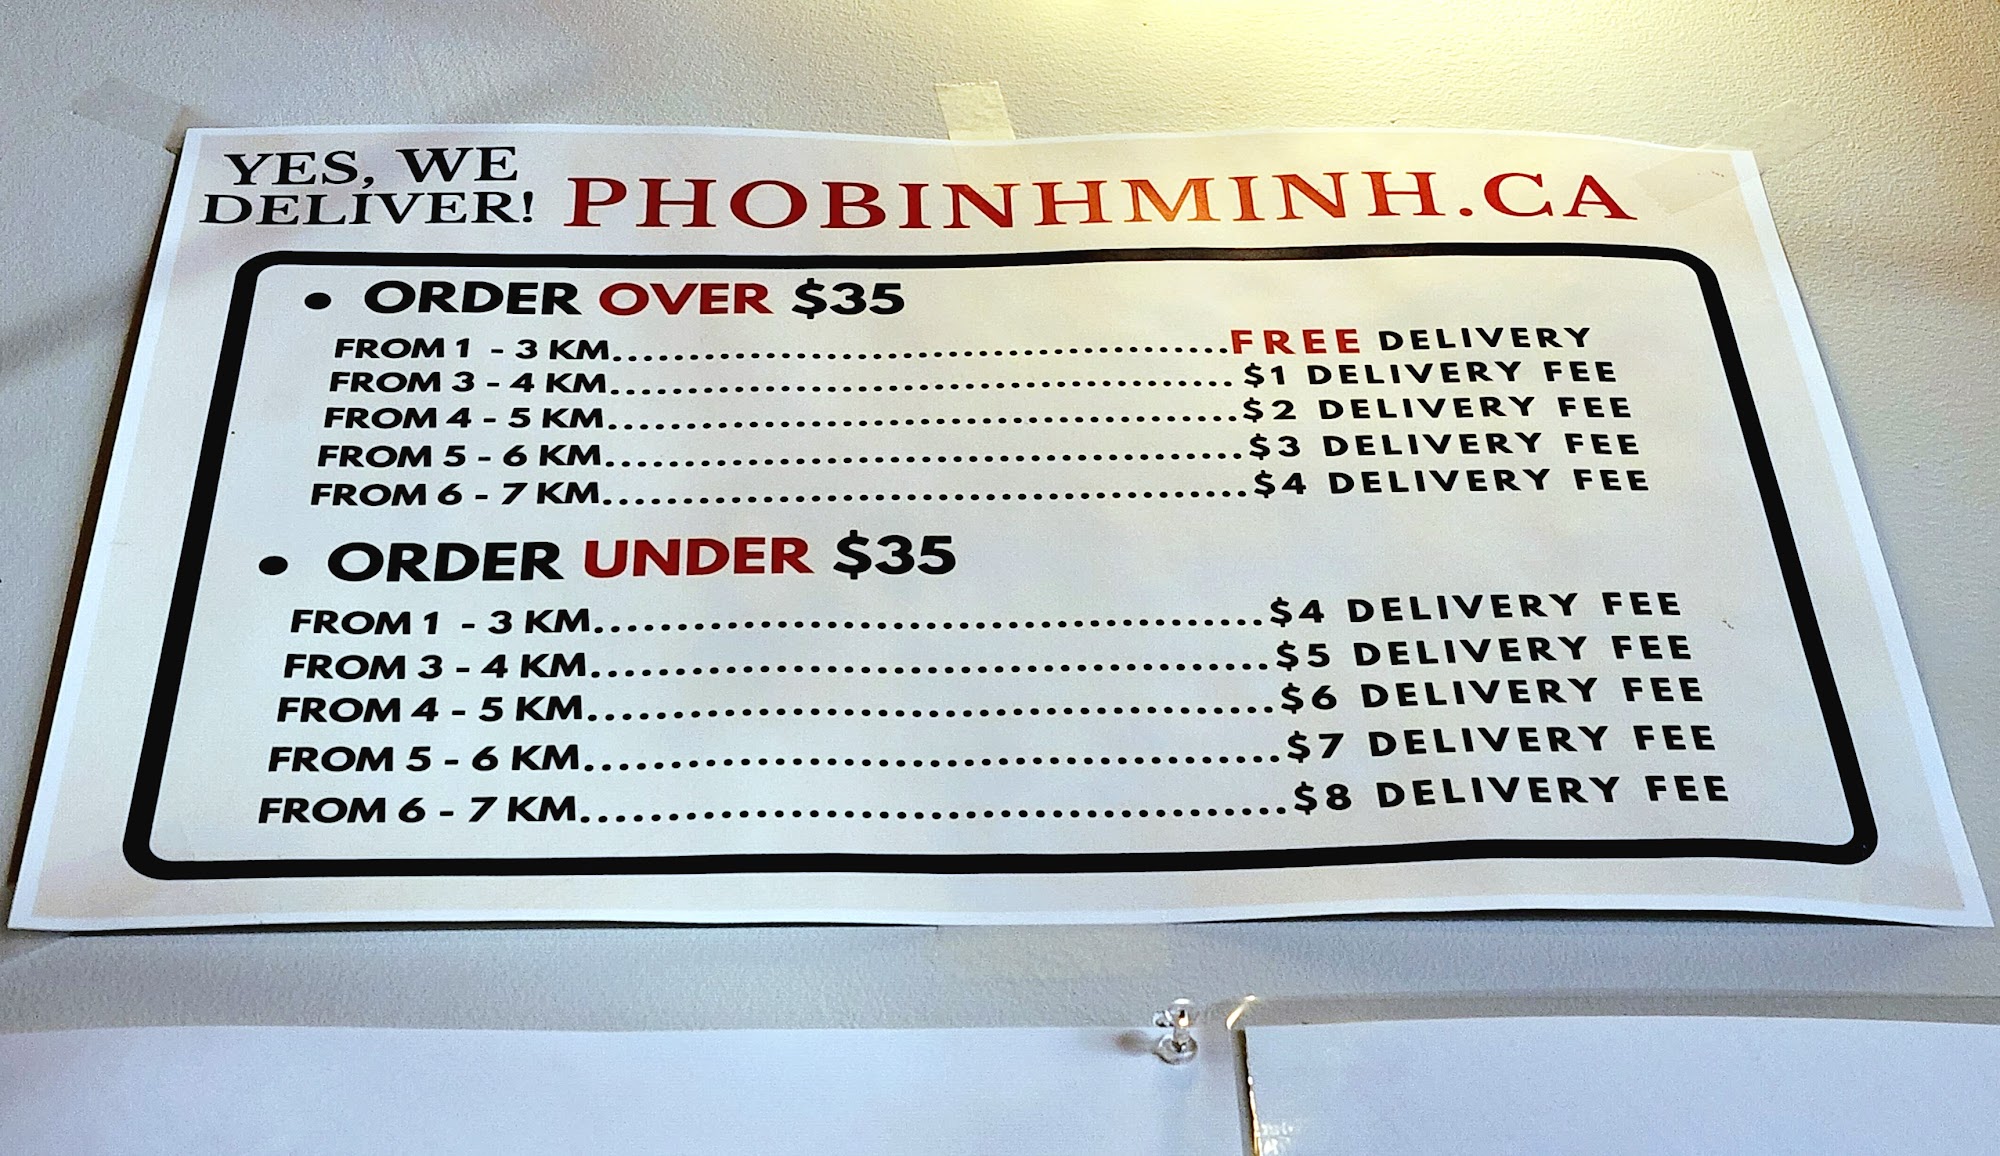 YES, WE
DELIVER!
PHOBINHMINH.CA
• ORDER OVER $35
FROM 1 - 3 KM........................................FREE DELIVERY
FROM 3 - 4 KM........................................$1 DELIVERY FEE
FROM 4 - 5 KM........................................$2 DELIVERY FEE
FROM 5 - 6 KM........................................$3 DELIVERY FEE
FROM 6 - 7 KM........................................$4 DELIVERY FEE
• ORDER UNDER $35
FROM 1 - 3 KM........................................$4 DELIVERY FEE
FROM 3 - 4 KM........................................$5 DELIVERY FEE
FROM 4 - 5 KM........................................$6 DELIVERY FEE
FROM 5 - 6 KM........................................$7 DELIVERY FEE
FROM 6 - 7 KM........................................$8 DELIVERY FEE